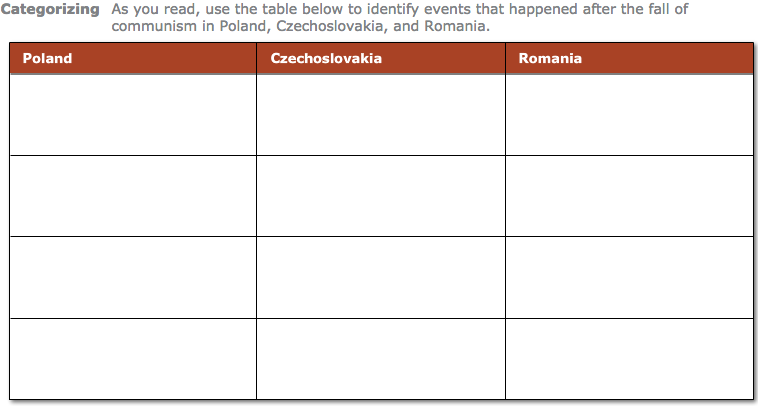 Categorizing As you read, use the table below to identify events that happened after the fall of
communism in Poland, Czechoslovakia, and Romania.
Poland Czechoslovakia Romania